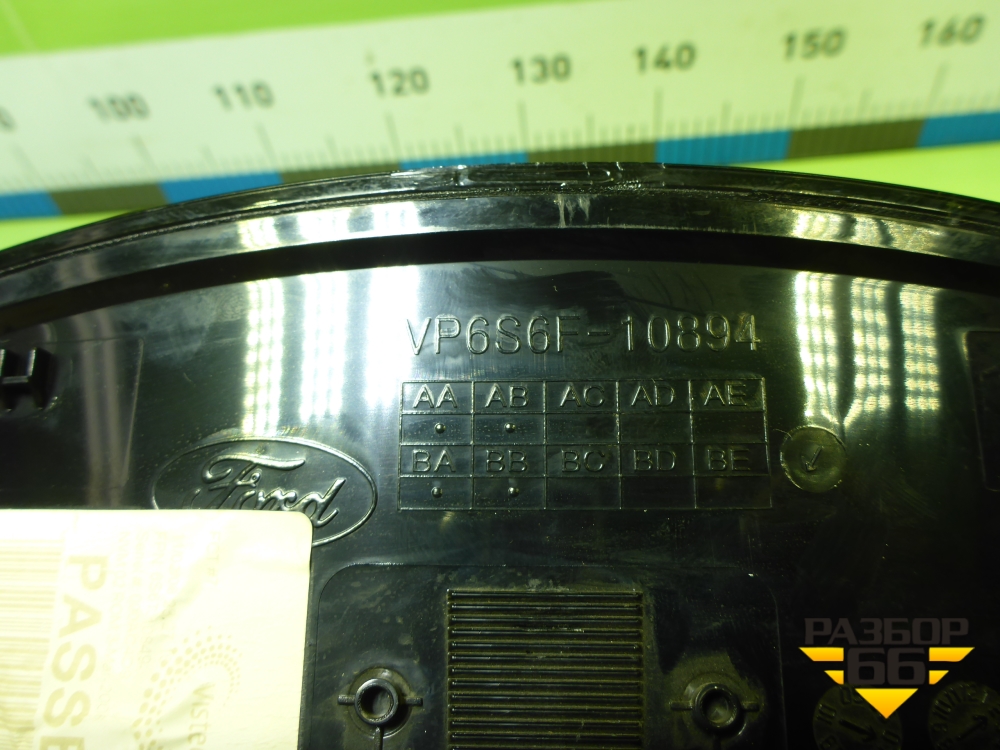 100 110 120 130 140 150 160
VP6S6F-10894
AA AB AC AD AE
BA BB BC BD BE
Ford
PASSE
РАЗБОР
66